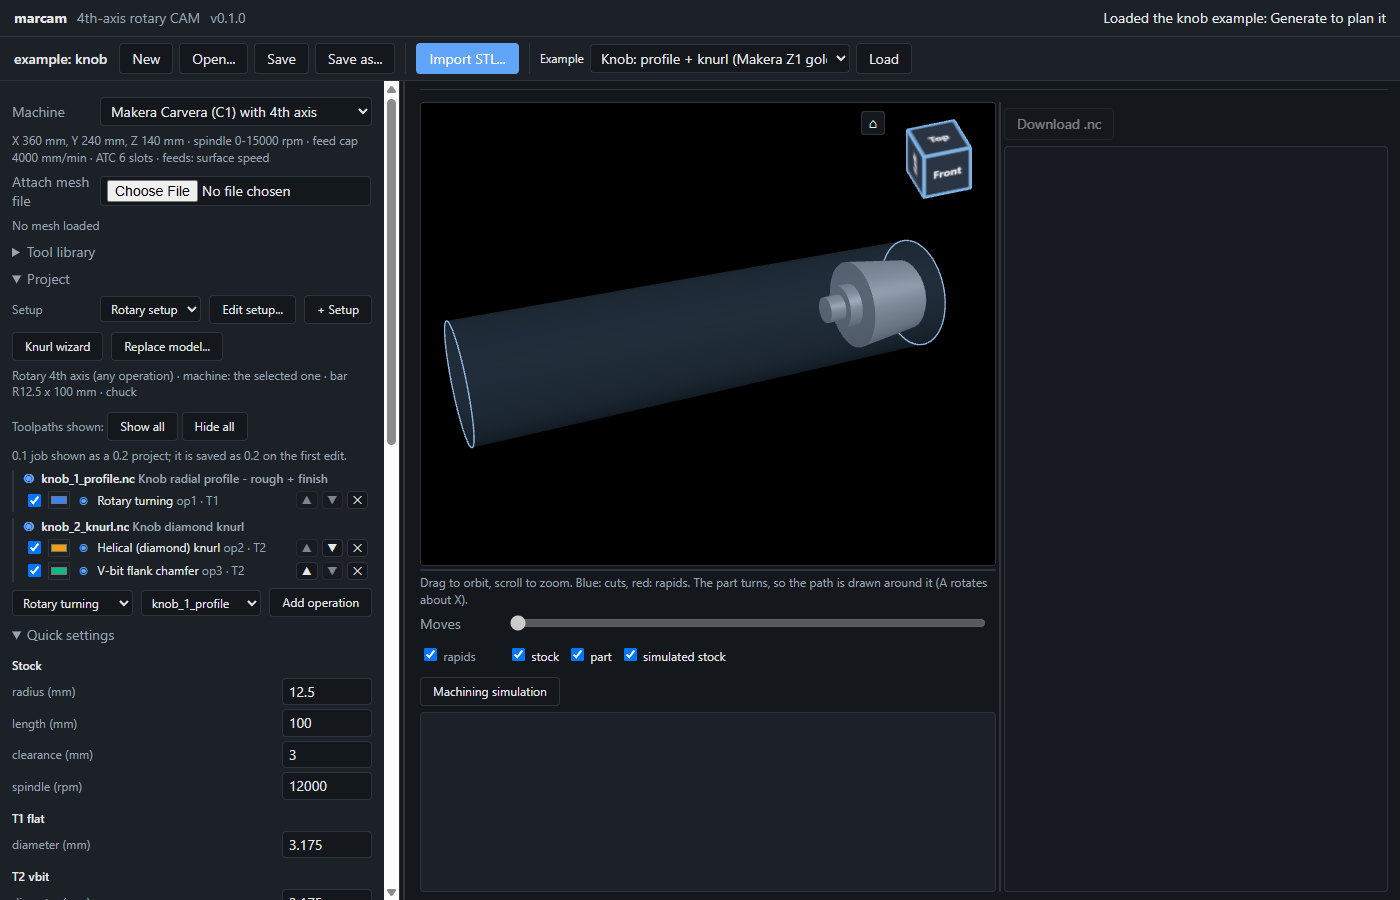 marcam 4th-axis rotary CAM v0.1.0
Loaded the knob example: Generate to plan it
example: knob New Open... Save Save as... Import STL... Example Knob: profile + knurl (Makera Z1 gol Load
Machine Makera Carvera (C1) with 4th axis
X 360 mm, Y 240 mm, Z 140 mm · spindle 0-15000 rpm · feed cap
4000 mm/min · ATC 6 slots · feeds: surface speed
Attach mesh
file
Choose File No file chosen
No mesh loaded
Tool library
Project
Setup Rotary setup Edit setup... + Setup
Knurl wizard Replace model...
Rotary 4th axis (any operation) · machine: the selected one · bar
R12.5 x 100 mm · chuck
Toolpaths shown: Show all Hide all
0.1 job shown as a 0.2 project; it is saved as 0.2 on the first edit.
knob_1_profile.nc Knob radial profile - rough + finish
Rotary turning op1 · T1
knob_2_knurl.nc Knob diamond knurl
Helical (diamond) knurl op2 · T2
V-bit flank chamfer op3 · T2
Rotary turning knob_1_profile Add operation
Quick settings
Stock
radius (mm) 12.5
length (mm) 100
clearance (mm) 3
spindle (rpm) 12000
T1 flat
diameter (mm) 3.175
T2 vbit
Top
Front
Drag to orbit, scroll to zoom. Blue: cuts, red: rapids. The part turns, so the path is drawn around it (A rotates
about X).
Moves
rapids stock part simulated stock
Machining simulation
Download .nc